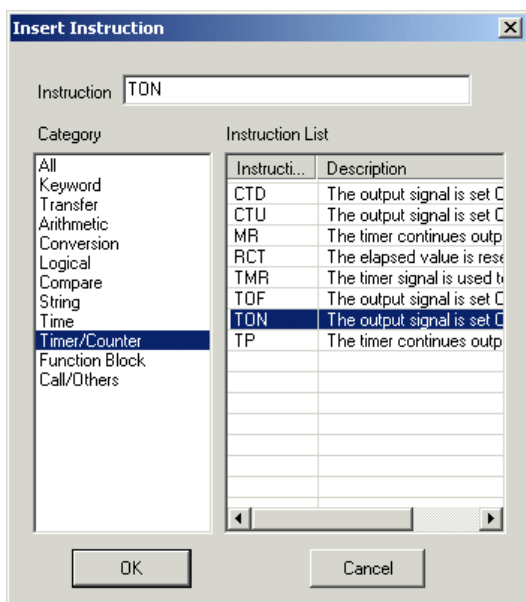 Insert Instruction
Instruction TON
Category
Instruction List
All
Keyword
Transfer
Arithmetic
Conversion
Logical
Compare
String
Time
Timer/Counter
Function Block
Call/Others
Instructi... Description
CTD The output signal is set O
CTU The output signal is set O
MR The timer continues outp
RCT The elapsed value is rese
TMR The timer signal is used to
TOF The output signal is set O
TON The output signal is set O
TP The timer continues outp
OK
Cancel